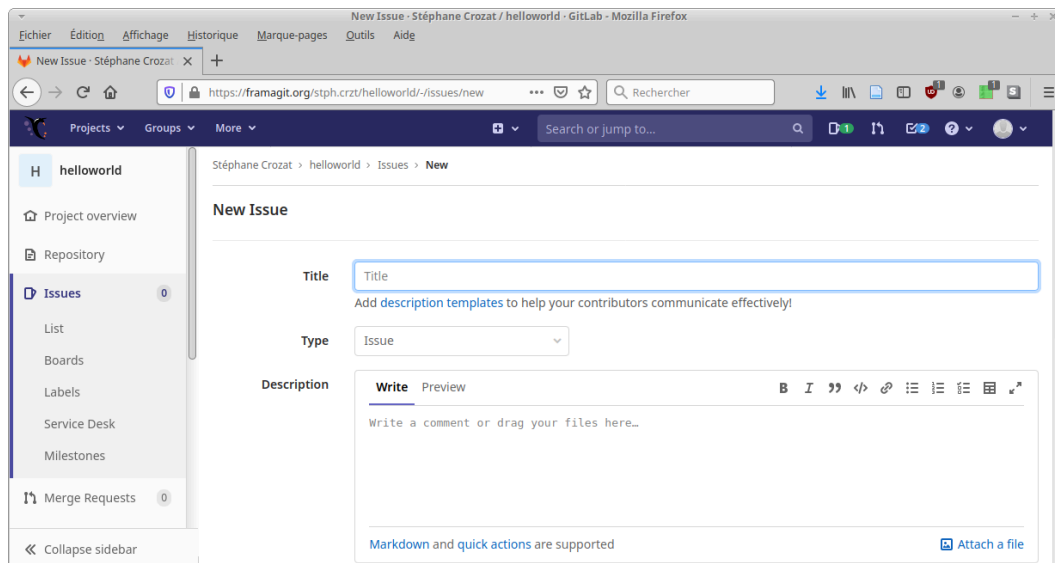 New Issue · Stéphane Crozat / helloworld · GitLab - Mozilla Firefox
Fichier Édition Affichage Historique Marque-pages Outils Aide
New Issue · Stéphane Crozat
https://framagit.org/stph.crzt/helloworld/-/issues/new
Rechercher
1
S
Projects Groups More
Search or jump to...
1
2
H helloworld
Stéphane Crozat > helloworld > Issues > New
Project overview
New Issue
Repository
Issues 0
Title
Title
Add description templates to help your contributors communicate effectively!
List
Type
Issue
Boards
Description
Write Preview
Labels
Write a comment or drag your files here…
Service Desk
Milestones
Merge Requests 0
Markdown and quick actions are supported
Attach a file
Collapse sidebar